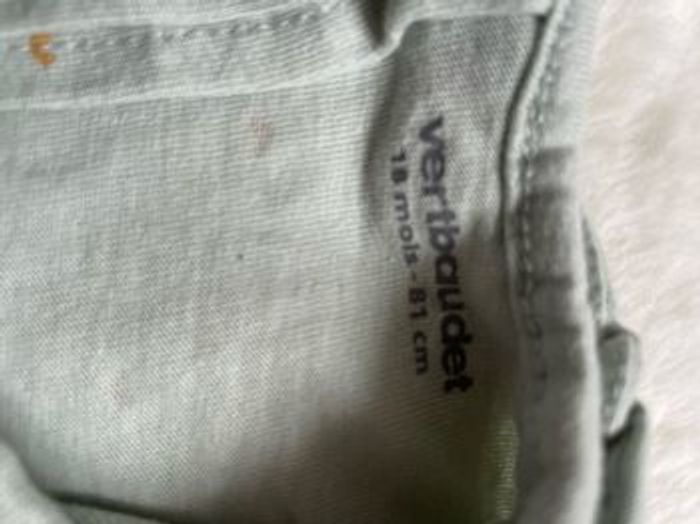 vertbaudet
18 mois - 81 cm